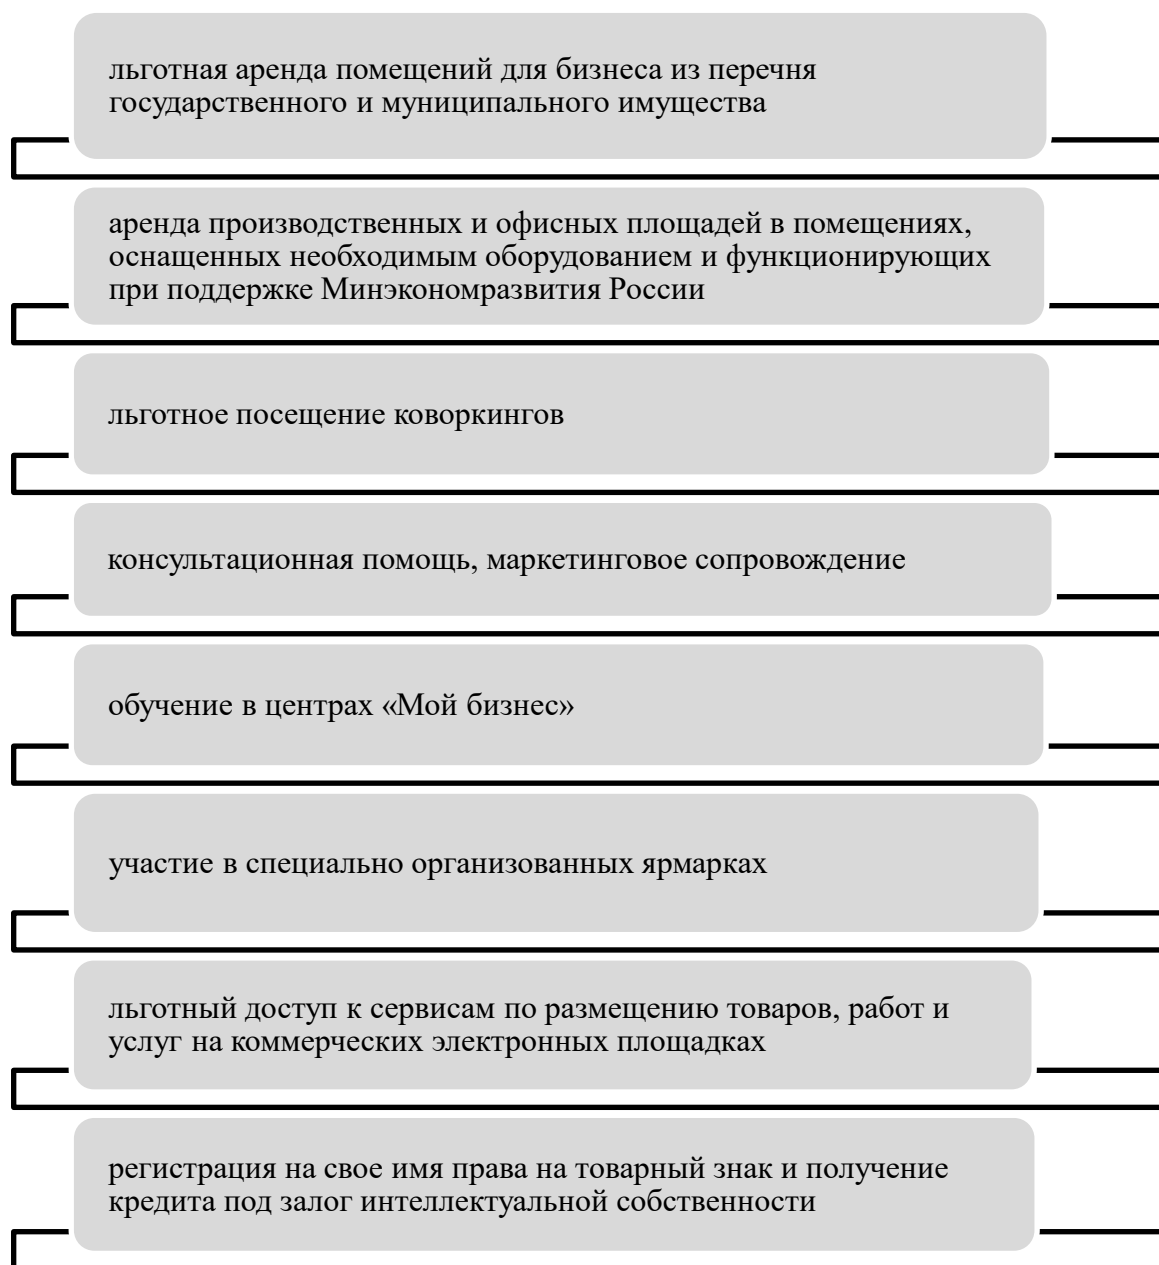 льготная аренда помещений для бизнеса из перечня
государственного и муниципального имущества
аренда производственных и офисных площадей в помещениях,
оснащенных необходимым оборудованием и функционирующих
при поддержке Минэкономразвития России
льготное посещение коворкингов
консультационная помощь, маркетинговое сопровождение
обучение в центрах «Мой бизнес»
участие в специально организованных ярмарках
льготный доступ к сервисам по размещению товаров, работ и
услуг на коммерческих электронных площадках
регистрация на свое имя права на товарный знак и получение
кредита под залог интеллектуальной собственности